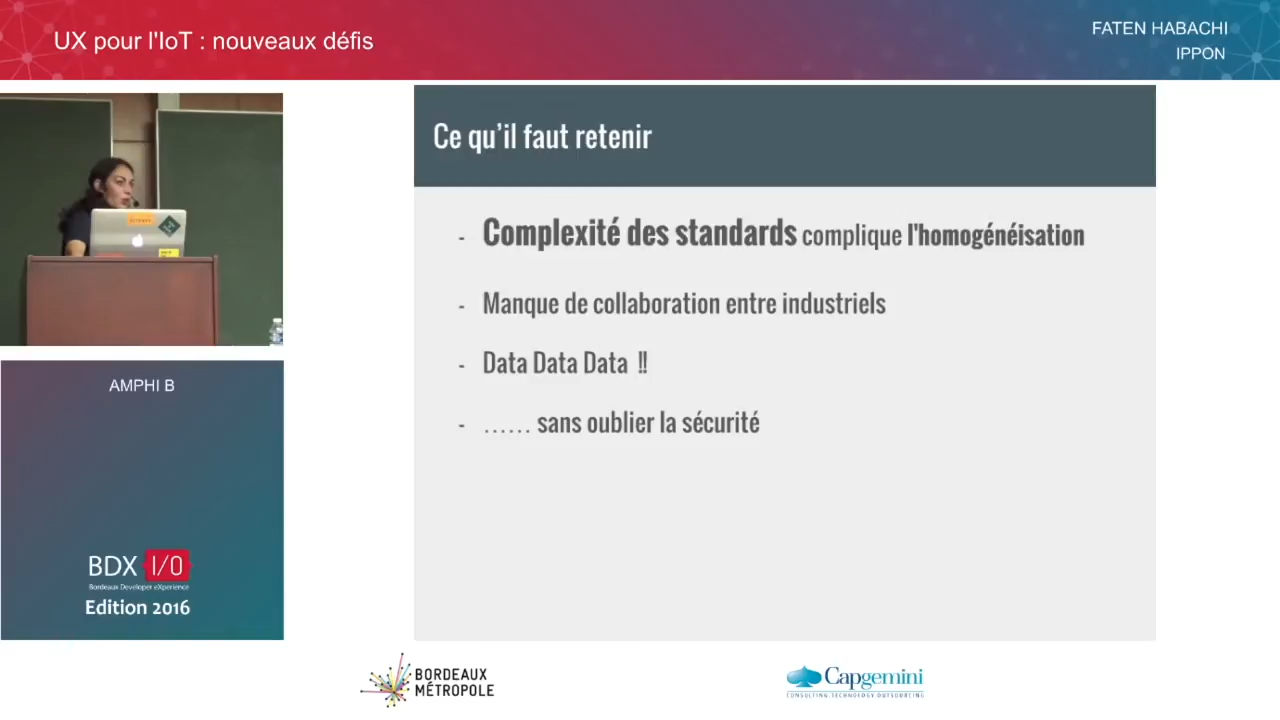 UX pour l'IoT : nouveaux défis
FATEN HABACHI
IPPON
Ce qu'il faut retenir
- Complexité des standards complique l'homogénéisation
- Manque de collaboration entre industriels
- Data Data Data !!
- ...... sans oublier la sécurité
AMPHI B
BDX I/O
Bordeaux Developer eXperience
Edition 2016
BORDEAUX
MÉTROPOLE
Capgemini
CONSULTING.TECHNOLOGY.OUTSOURCING